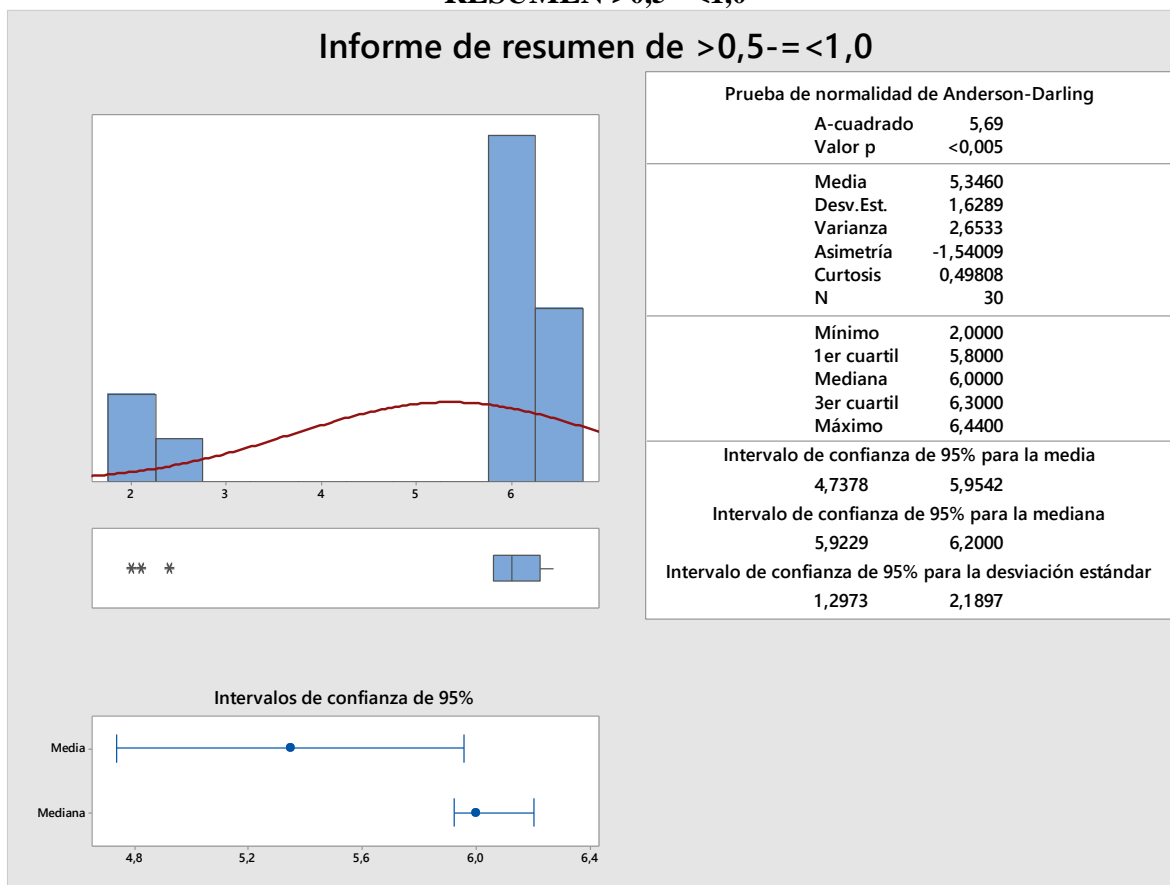 Informe de resumen de >0,5-=<1,0
Prueba de normalidad de Anderson-Darling
A-cuadrado 5,69
Valor p <0,005
Media 5,3460
Desv.Est. 1,6289
Varianza 2,6533
Asimetría -1,54009
Curtosis 0,49808
N 30
Mínimo 2,0000
1er cuartil 5,8000
Mediana 6,0000
3er cuartil 6,3000
Máximo 6,4400
Intervalo de confianza de 95% para la media
4,7378 5,9542
Intervalo de confianza de 95% para la mediana
5,9229 6,2000
Intervalo de confianza de 95% para la desviación estándar
1,2973 2,1897
2 3 4 5 6
Intervalos de confianza de 95%
Media
Mediana
4,8 5,2 5,6 6,0 6,4